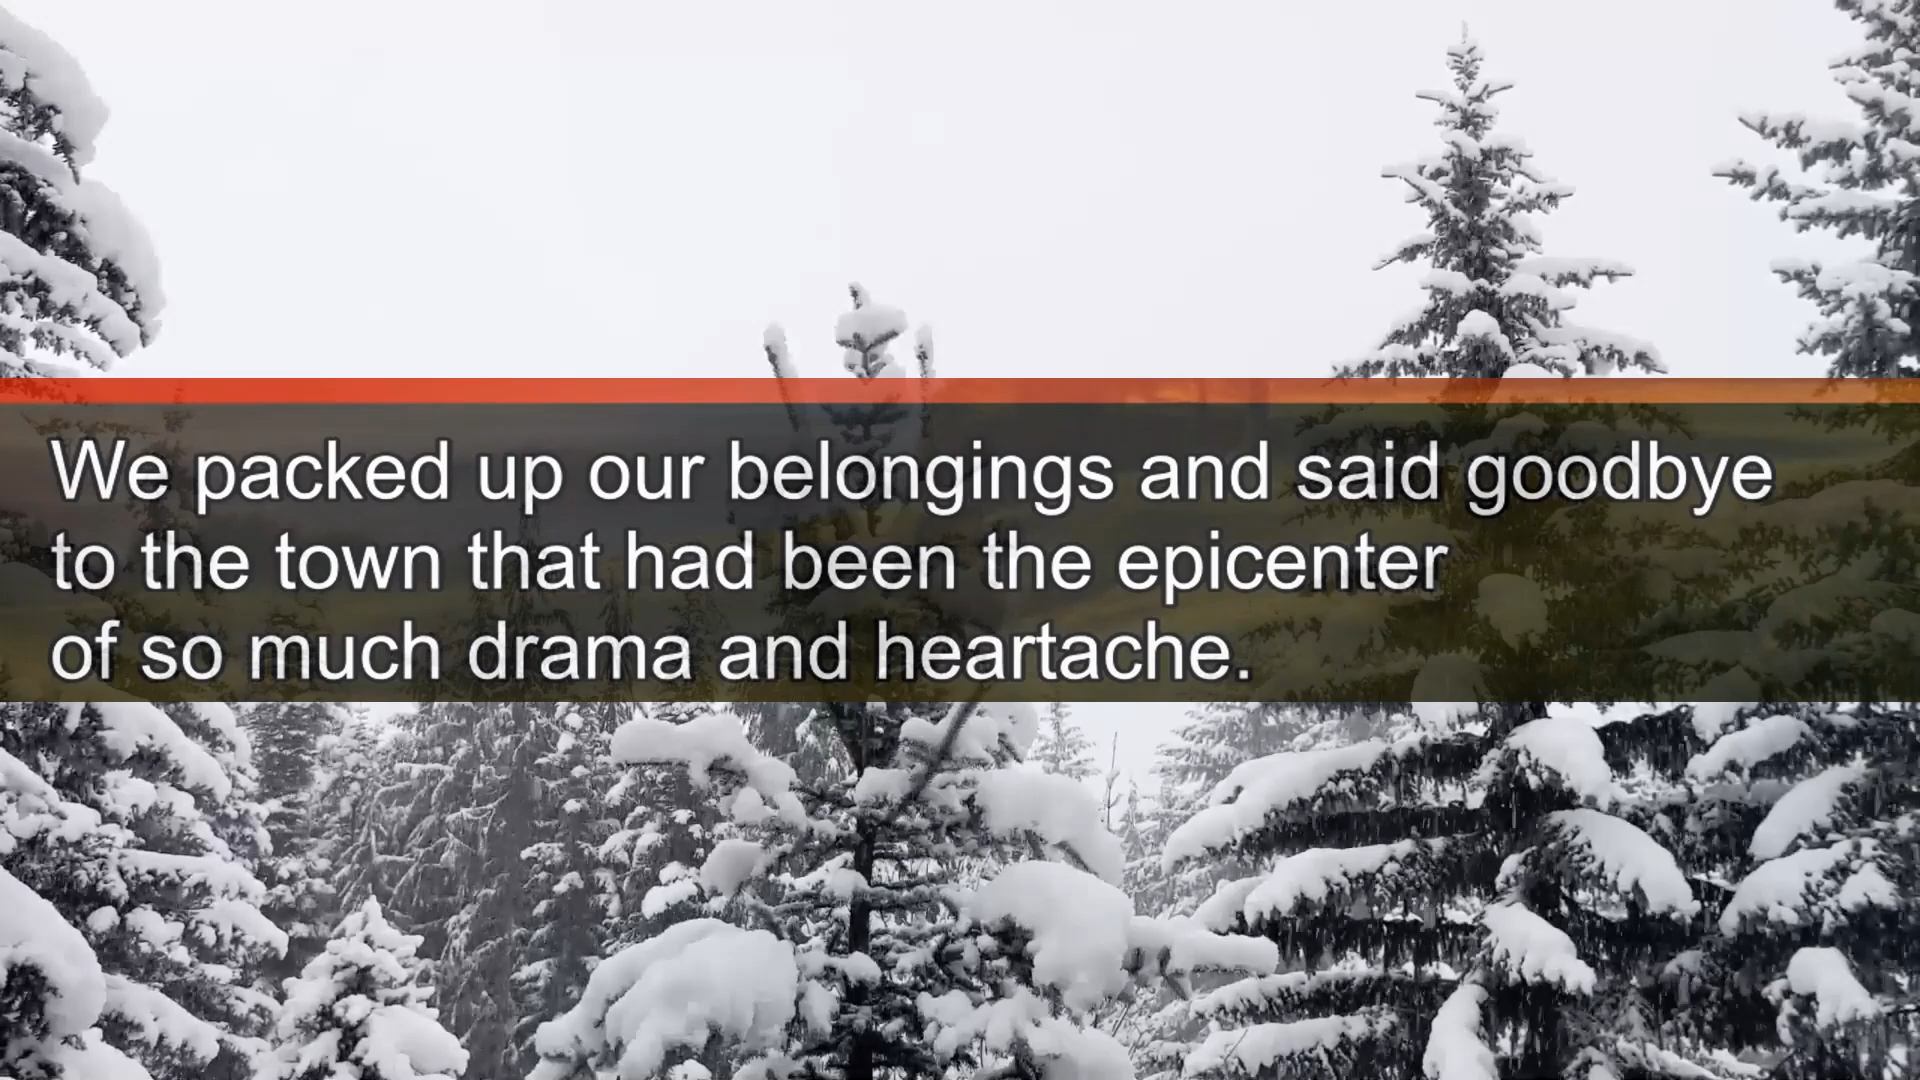 We packed up our belongings and said goodbye
to the town that had been the epicenter
of so much drama and heartache.